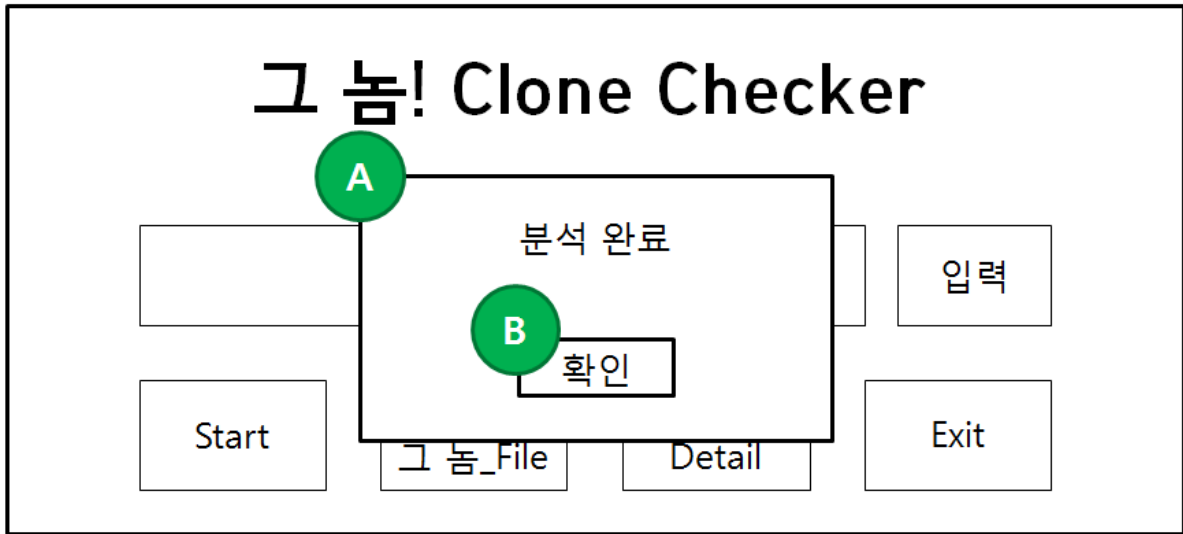 그 놈! Clone Checker
A
분석 완료
입력
B
확인
Start
그 놈_File
Detail
Exit